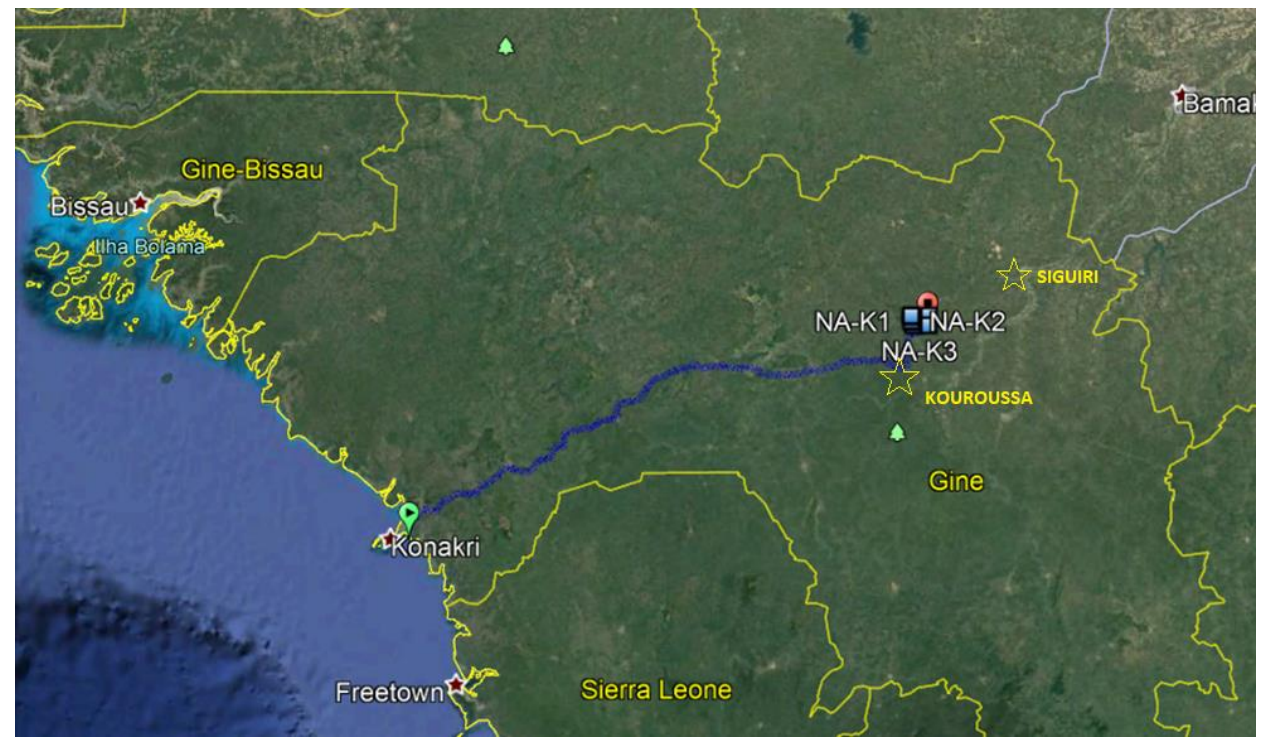 Bamak
Gine-Bissau
Bissau
Ilha Bolama
SIGUIRI
NA-K1
NA-K2
NA-K3
KOUROUSSA
Gine
Konakri
Freetown
Sierra Leone